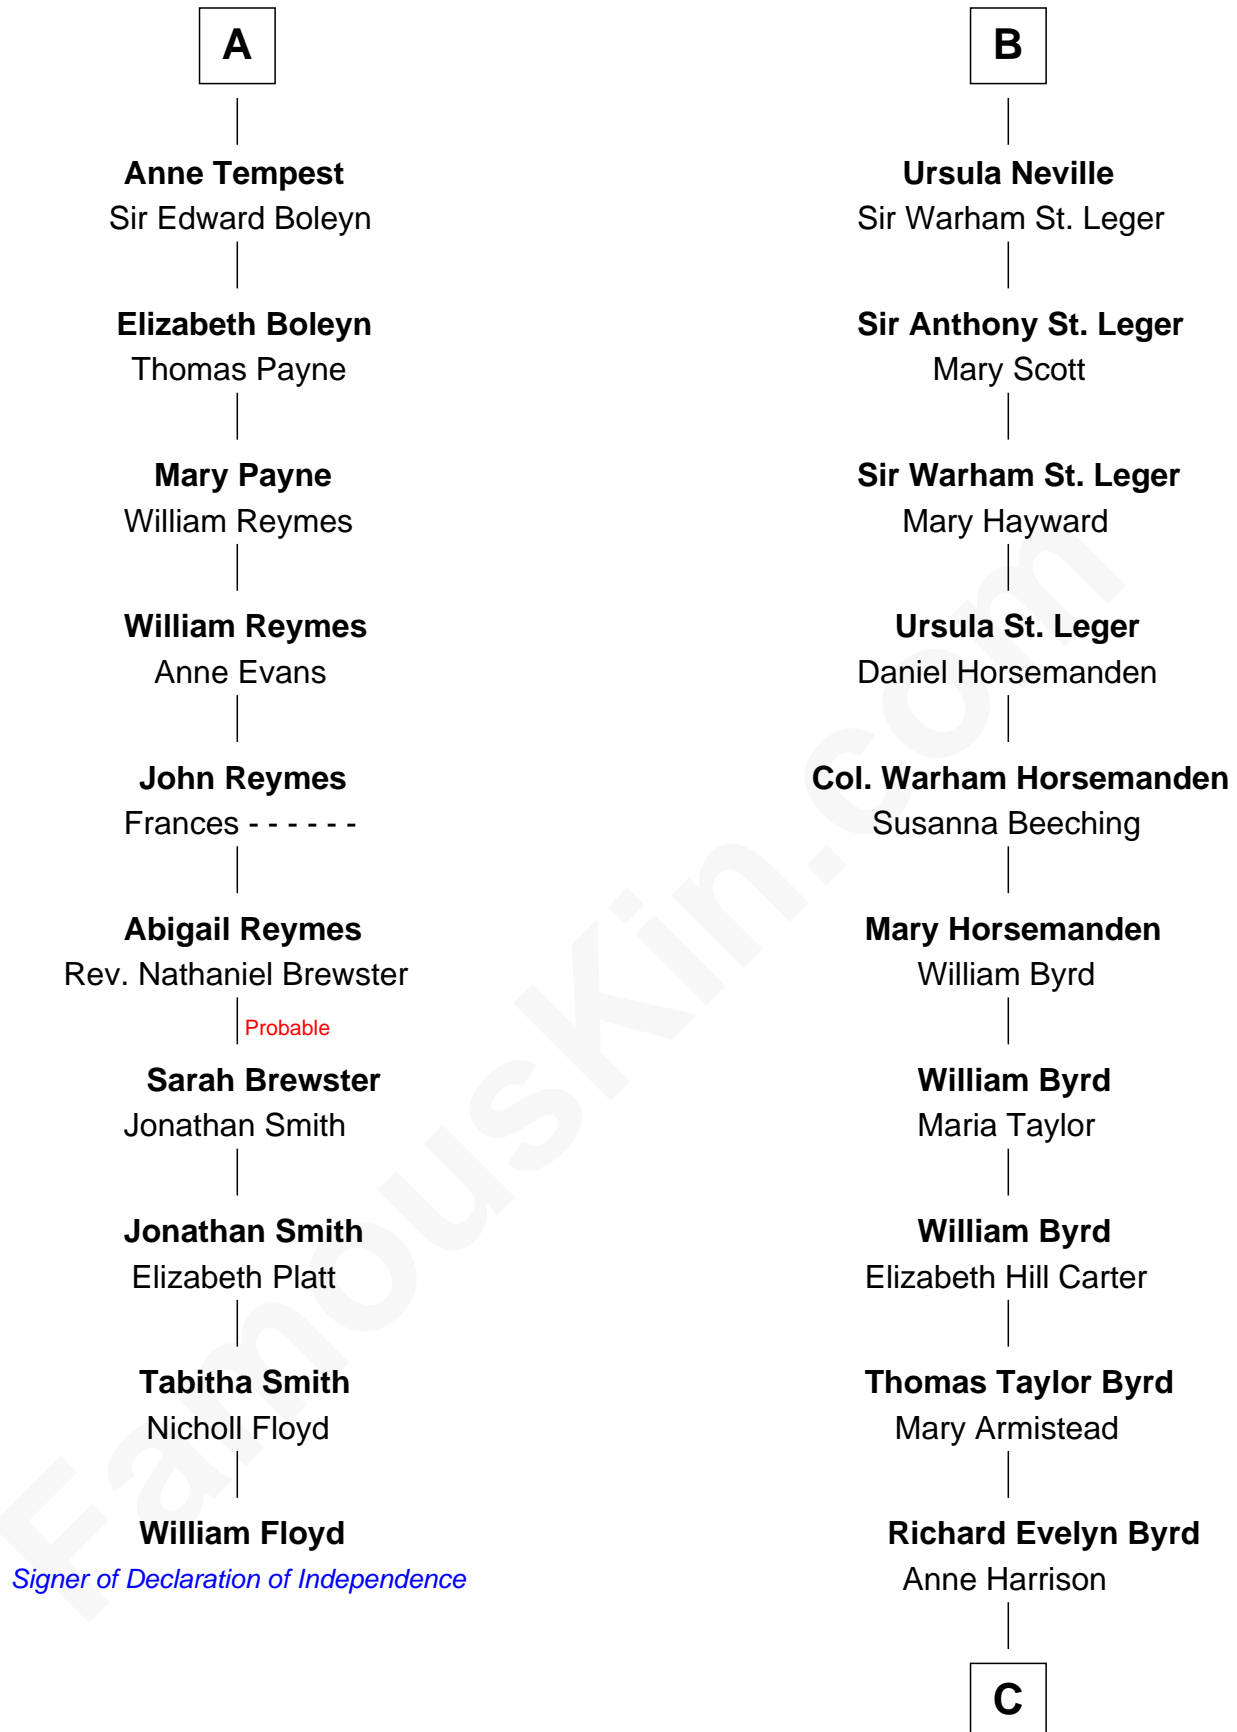 A
Anne Tempest
Sir Edward Boleyn
Elizabeth Boleyn
Thomas Payne
Mary Payne
William Reymes
William Reymes
Anne Evans
John Reymes
Frances - - - - - -
Abigail Reymes
Rev. Nathaniel Brewster
Probable
Sarah Brewster
Jonathan Smith
Jonathan Smith
Elizabeth Platt
Tabitha Smith
Nicholl Floyd
William Floyd
Signer of Declaration of Independence
B
Ursula Neville
Sir Warham St. Leger
Sir Anthony St. Leger
Mary Scott
Sir Warham St. Leger
Mary Hayward
Ursula St. Leger
Daniel Horsemanden
Col. Warham Horsemanden
Susanna Beeching
Mary Horsemanden
William Byrd
William Byrd
Maria Taylor
William Byrd
Elizabeth Hill Carter
Thomas Taylor Byrd
Mary Armistead
Richard Evelyn Byrd
Anne Harrison
C
FamousKin.com